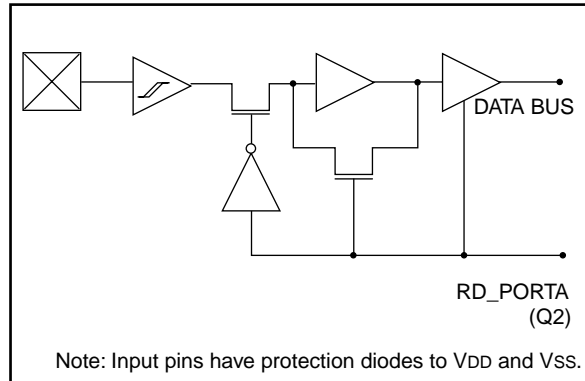 DATA BUS
RD_PORTA
(Q2)
Note: Input pins have protection diodes to VDD and VSS.